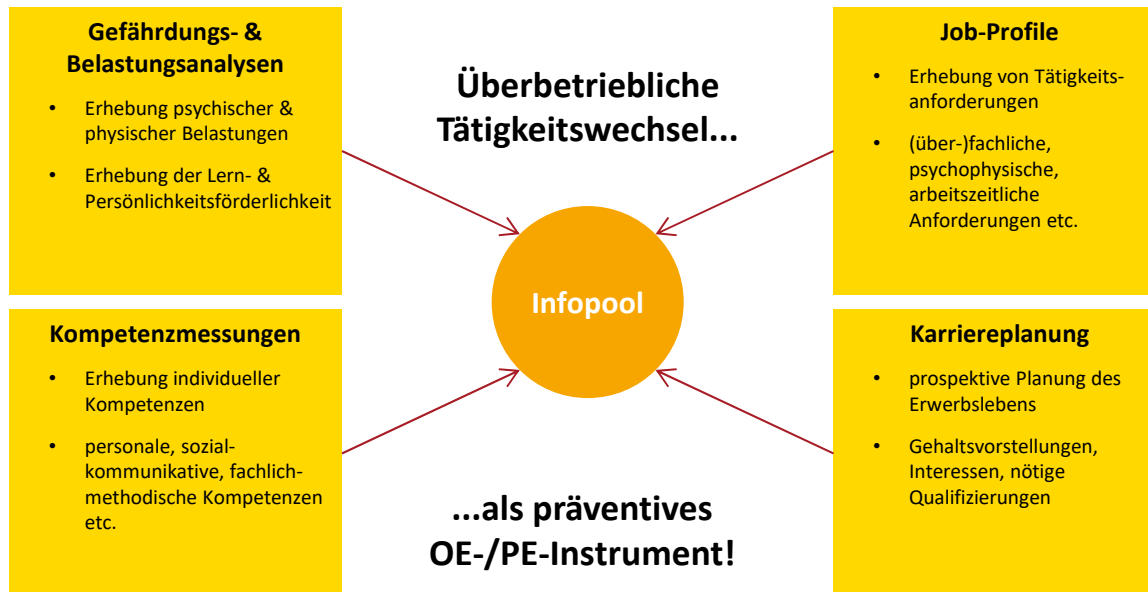 Gefährdungs- &
Belastungsanalysen
• Erhebung psychischer &
physischer Belastungen
• Erhebung der Lern- &
Persönlichkeitsförderlichkeit
Überbetriebliche
Tätigkeitswechsel...
Job-Profile
• Erhebung von Tätigkeits-
anforderungen
• (über-)fachliche,
psychophysische,
arbeitszeitliche
Anforderungen etc.
Infopool
Kompetenzmessungen
• Erhebung individueller
Kompetenzen
• personale, sozial-
kommunikative, fachlich-
methodische Kompetenzen
etc.
...als präventives
OE-/PE-Instrument!
Karriereplanung
• prospektive Planung des
Erwerbslebens
• Gehaltsvorstellungen,
Interessen, nötige
Qualifizierungen